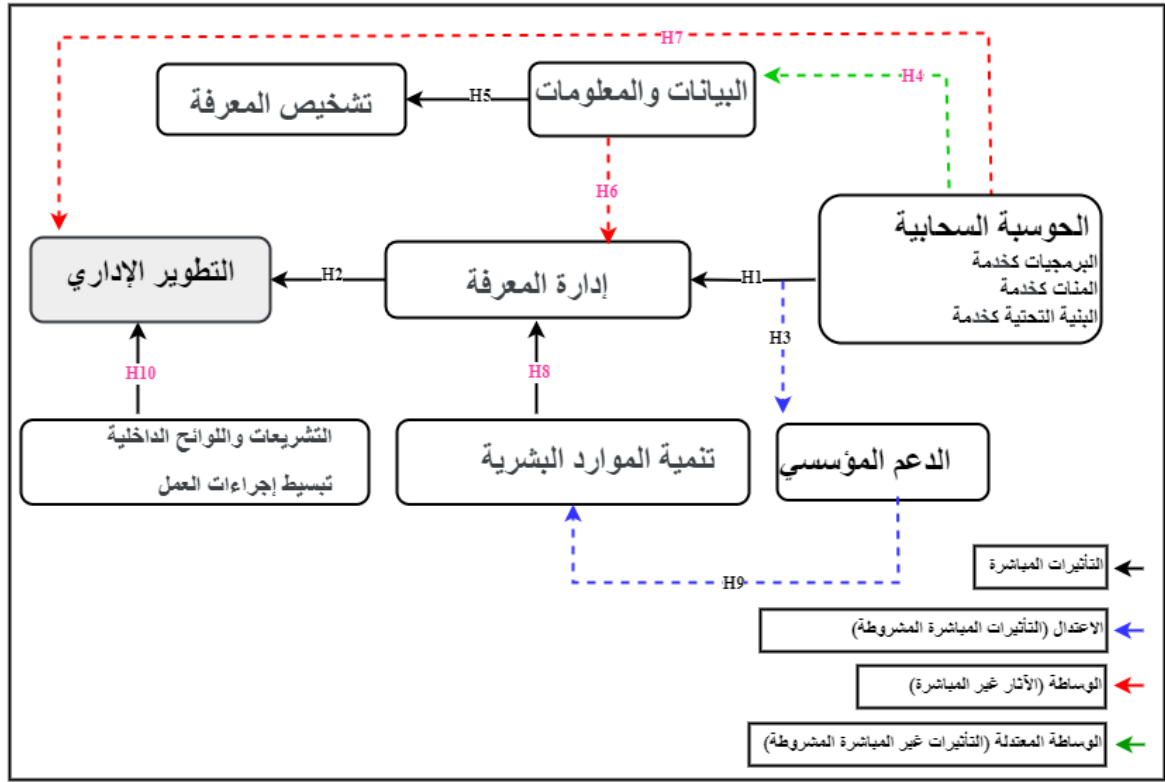 H7
H4
البيانات والمعلومات
H5
تشخيص المعرفة
H6
الحوسبة السحابية
البرمجيات كخدمة
المنات كخدمة
البنية التحتية كخدمة
H1
إدارة المعرفة
H2
التطوير الإداري
H3
H8
H10
الدعم المؤسسي
تنمية الموارد البشرية
التشريعات واللوائح الداخلية
تبسيط إجراءات العمل
H9
التأثيرات المباشرة
الاعتدال (التأثيرات المباشرة المشروطة)
الوساطة (الآثار غير المباشرة)
الوساطة المعتدلة (التأثيرات غير المباشرة المشروطة)